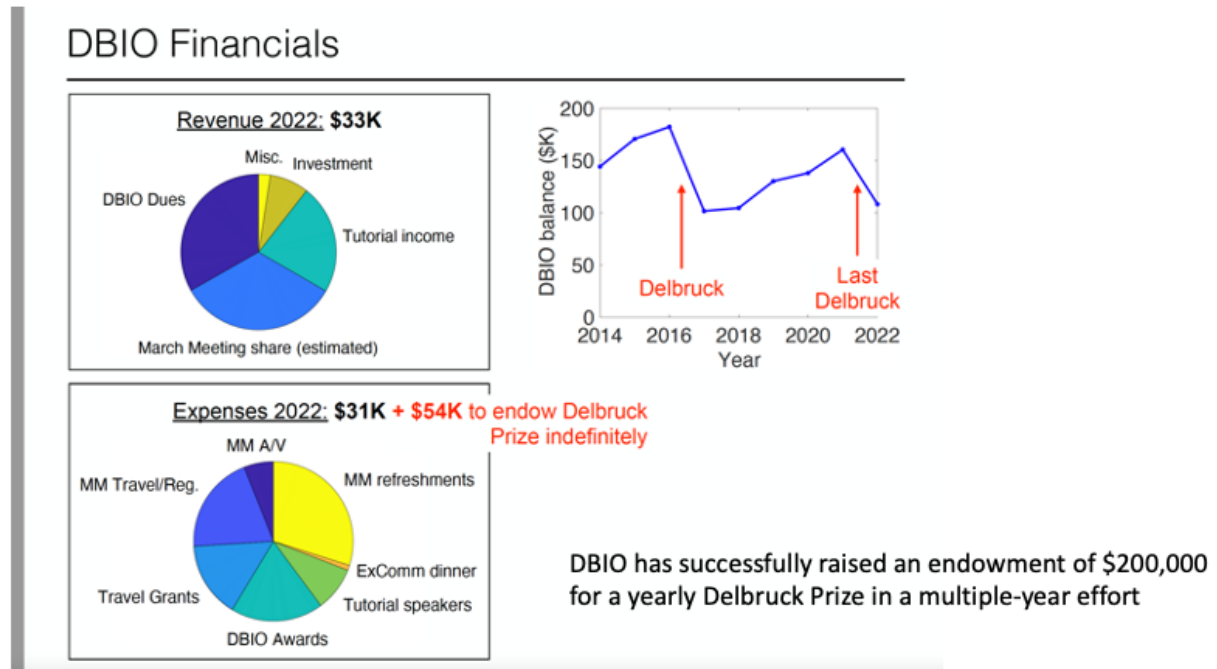 DBIO Financials
Revenue 2022: $33K
Misc.
Investment
DBIO Dues
Tutorial income
March Meeting share (estimated)
200
150
100
50
0
DBIO balance ($K)
2014 2016 2018 2020 2022
Year
Delbruck
Last
Delbruck
Expenses 2022: $31K + $54K to endow Delbruck
Prize indefinitely
MM A/V
MM refreshments
MM Travel/Reg.
ExComm dinner
Travel Grants
Tutorial speakers
DBIO Awards
DBIO has successfully raised an endowment of $200,000
for a yearly Delbruck Prize in a multiple-year effort